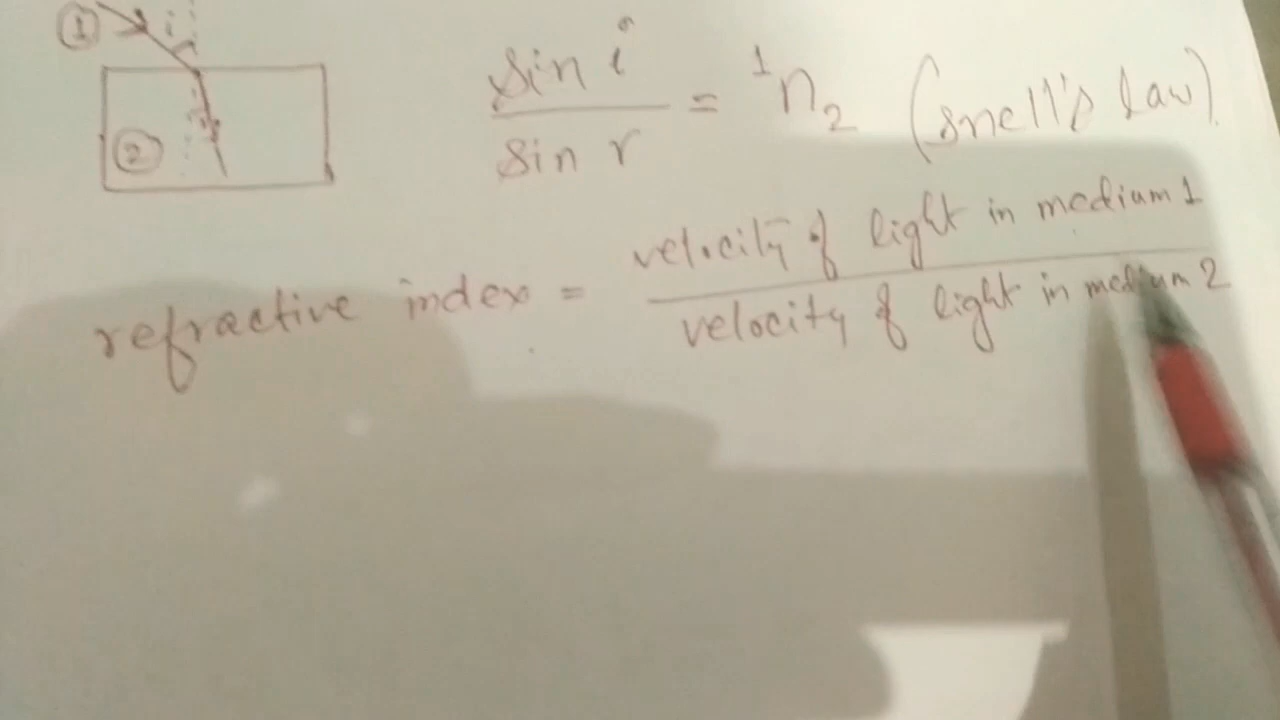 ① i
②
sin i / sin r = ¹n₂ (snell's law).
refractive index = velocity of light in medium 1 / velocity of light in medium 2